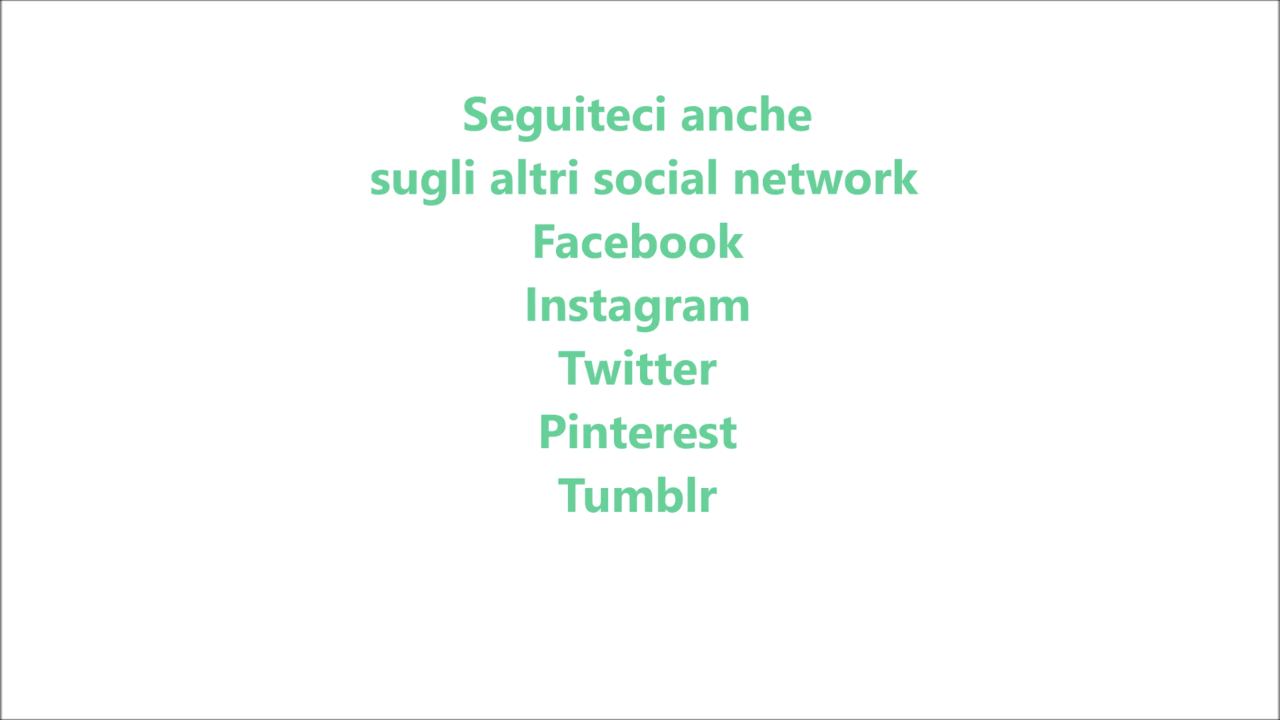 Seguiteci anche
sugli altri social network
Facebook
Instagram
Twitter
Pinterest
Tumblr